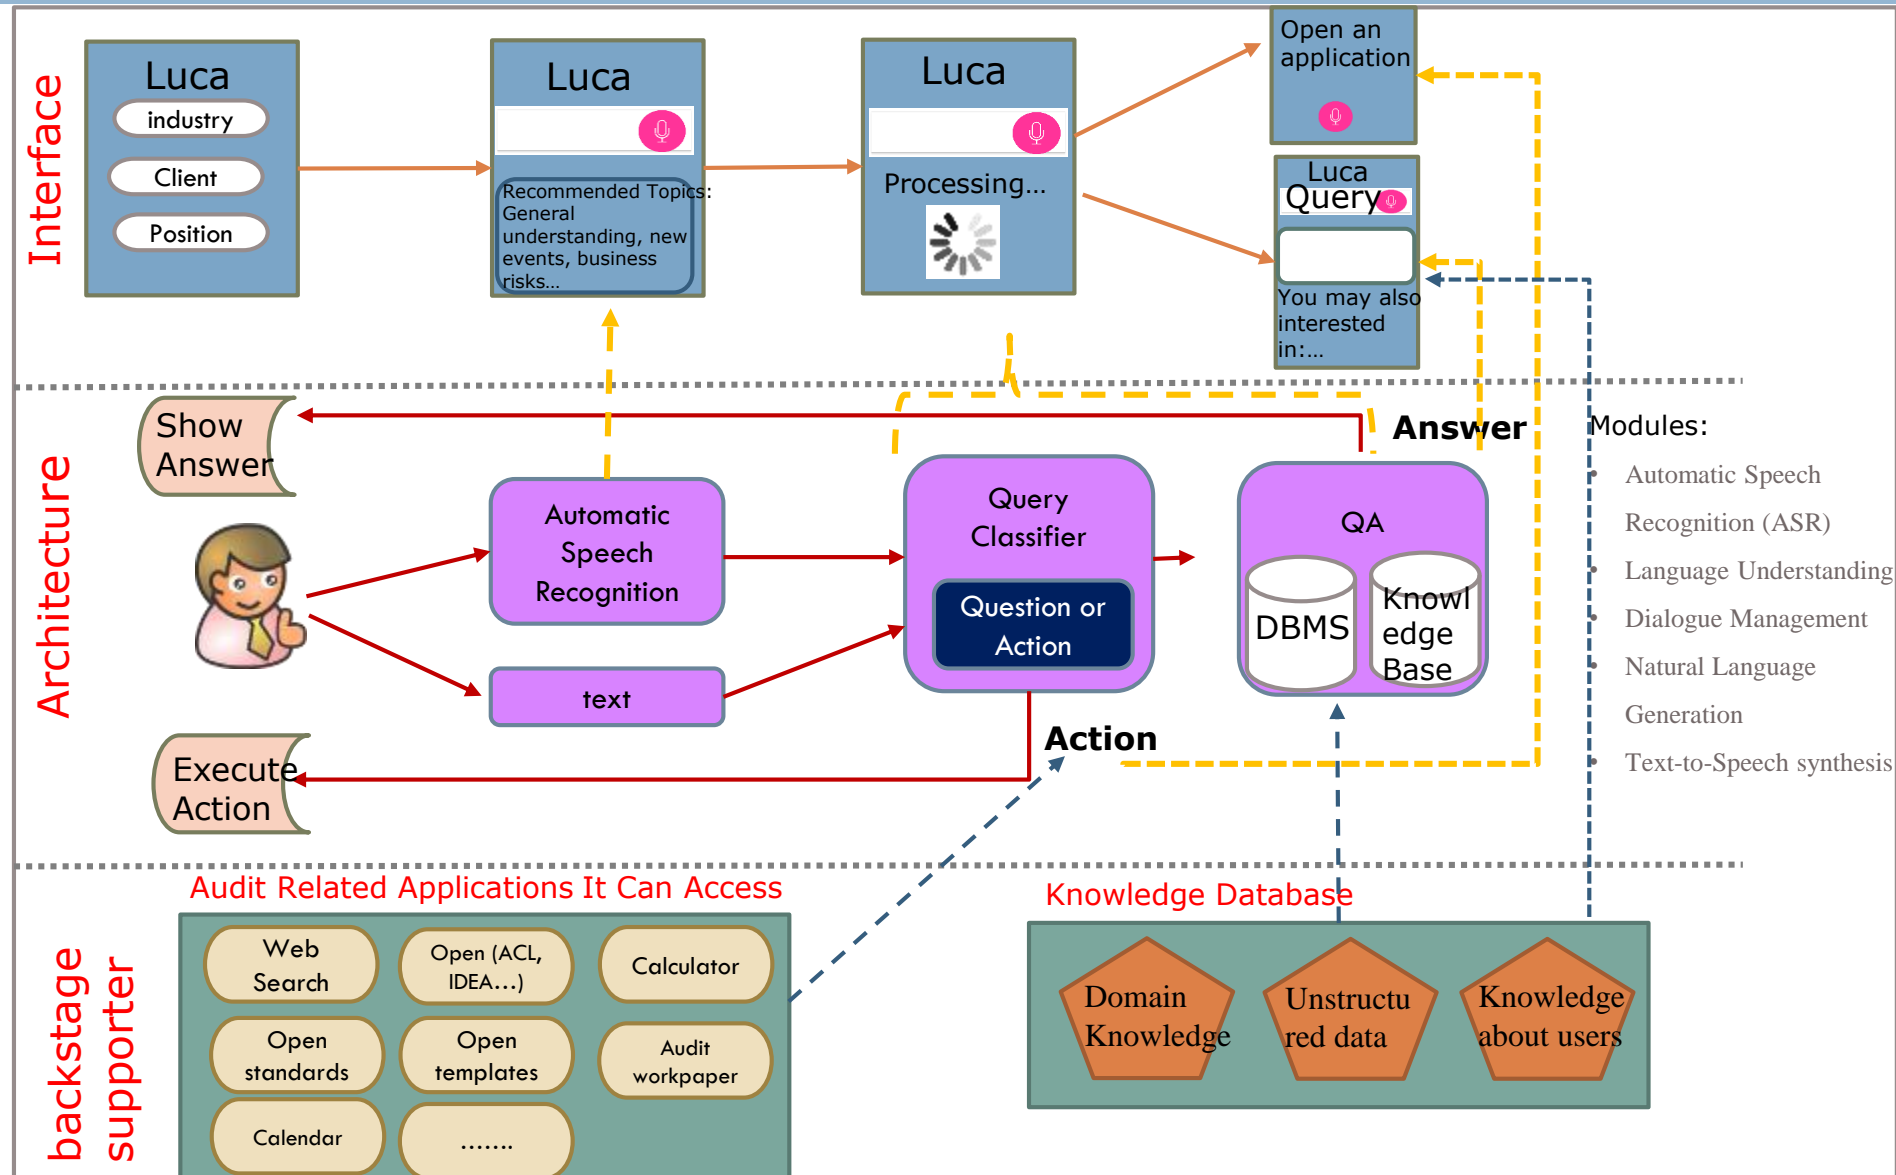 Interface
Luca
industry
Client
Position
Luca
Recommended Topics:
General
understanding, new
events, business
risks...
Luca
Processing...
Open an
application
Luca
Query
You may also
interested
in:...
Architecture
Show
Answer
Execute
Action
Automatic
Speech
Recognition
text
Query
Classifier
Question or
Action
Answer
Action
QA
DBMS
Knowl
edge
Base
Modules:
• Automatic Speech
Recognition (ASR)
• Language Understanding
• Dialogue Management
• Natural Language
Generation
• Text-to-Speech synthesis
backstage
supporter
Audit Related Applications It Can Access
Web
Search
Open (ACL,
IDEA...)
Calculator
Open
standards
Open
templates
Audit
workpaper
Calendar
.......
Knowledge Database
Domain
Knowledge
Unstructu
red data
Knowledge
about users